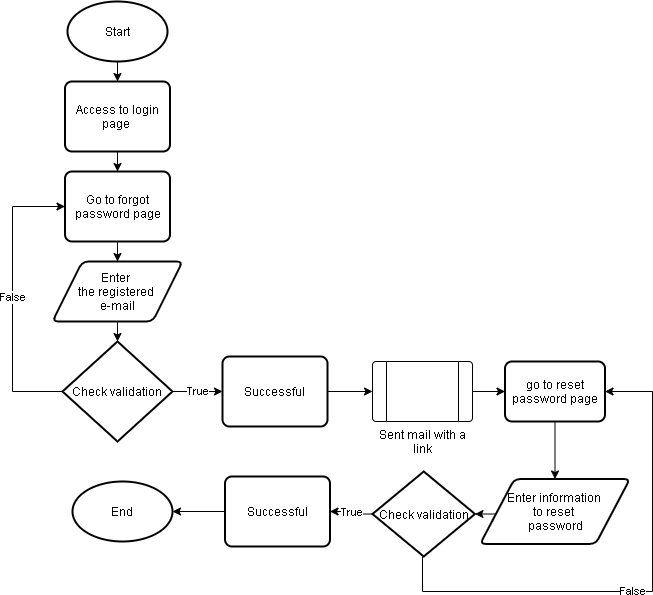 Start
Access to login
page
Go to forgot
password page
Enter
the registered
e-mail
False
Check validation
True
Successful
Sent mail with a
link
go to reset
password page
Enter information
to reset
password
Check validation
True
Successful
End
False